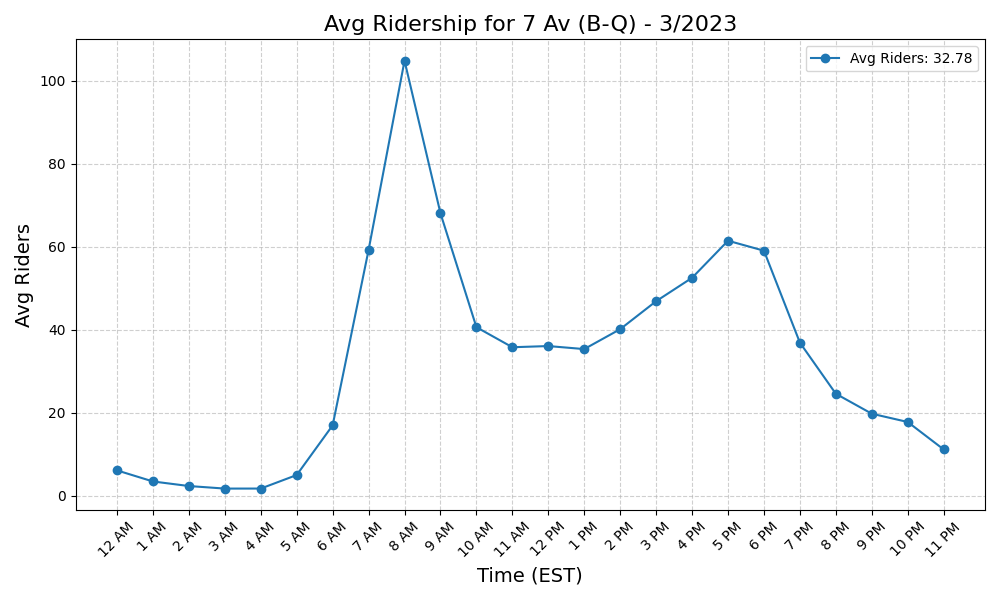 Avg Ridership for 7 Av (B-Q) - 3/2023
Avg Riders: 32.78
100
80
60
40
20
0
Avg Riders
12 AM
1 AM
2 AM
3 AM
4 AM
5 AM
6 AM
7 AM
8 AM
9 AM
10 AM
11 AM
12 PM
1 PM
2 PM
3 PM
4 PM
5 PM
6 PM
7 PM
8 PM
9 PM
10 PM
11 PM
Time (EST)